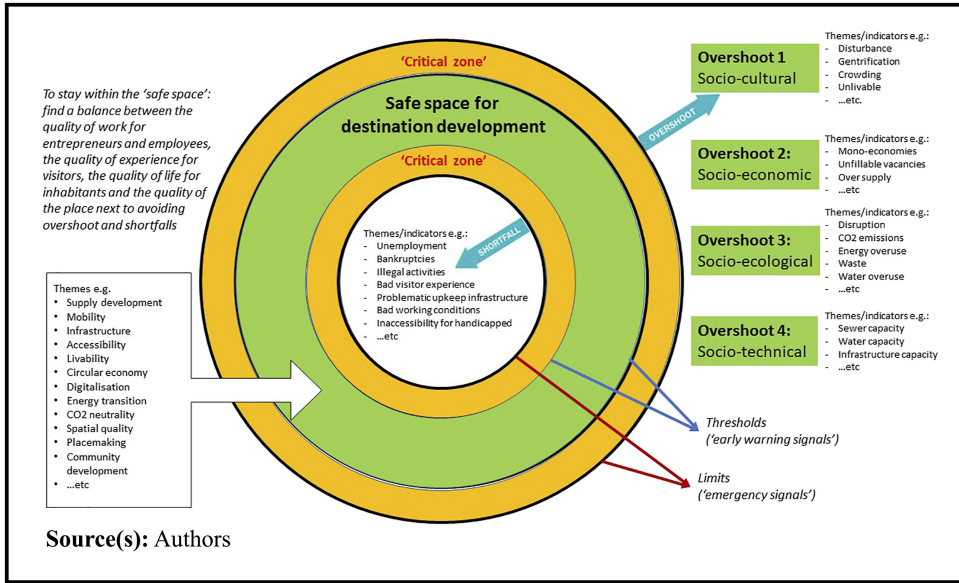 To stay within the ‘safe space’:
find a balance between the
quality of work for
entrepreneurs and employees,
the quality of experience for
visitors, the quality of life for
inhabitants and the quality of
the place next to avoiding
overshoot and shortfalls
Themes e.g.
• Supply development
• Mobility
• Infrastructure
• Accessibility
• Livability
• Circular economy
• Digitalisation
• Energy transition
• CO2 neutrality
• Spatial quality
• Placemaking
• Community
development
• ...etc
‘Critical zone’
Safe space for
destination development
‘Critical zone’
SHORTFALL
Themes/indicators e.g.:
- Unemployment
- Bankruptcies
- Illegal activities
- Bad visitor experience
- Problematic upkeep infrastructure
- Bad working conditions
- Inaccessibility for handicapped
- ...etc
OVERSHOOT
Overshoot 1
Socio-cultural
Themes/indicators e.g.:
- Disturbance
- Gentrification
- Crowding
- Unlivable
- ...etc.
Overshoot 2:
Socio-economic
Themes/indicators e.g.:
- Mono-economies
- Unfillable vacancies
- Over supply
- ...etc
Overshoot 3:
Socio-ecological
Themes/indicators e.g.:
- Disruption
- CO2 emissions
- Energy overuse
- Waste
- Water overuse
- ...etc
Overshoot 4:
Socio-technical
Themes/indicators e.g.:
- Sewer capacity
- Water capacity
- Infrastructure capacity
- ...etc
Thresholds
(‘early warning signals’)
Limits
(‘emergency signals’)
Source(s): Authors